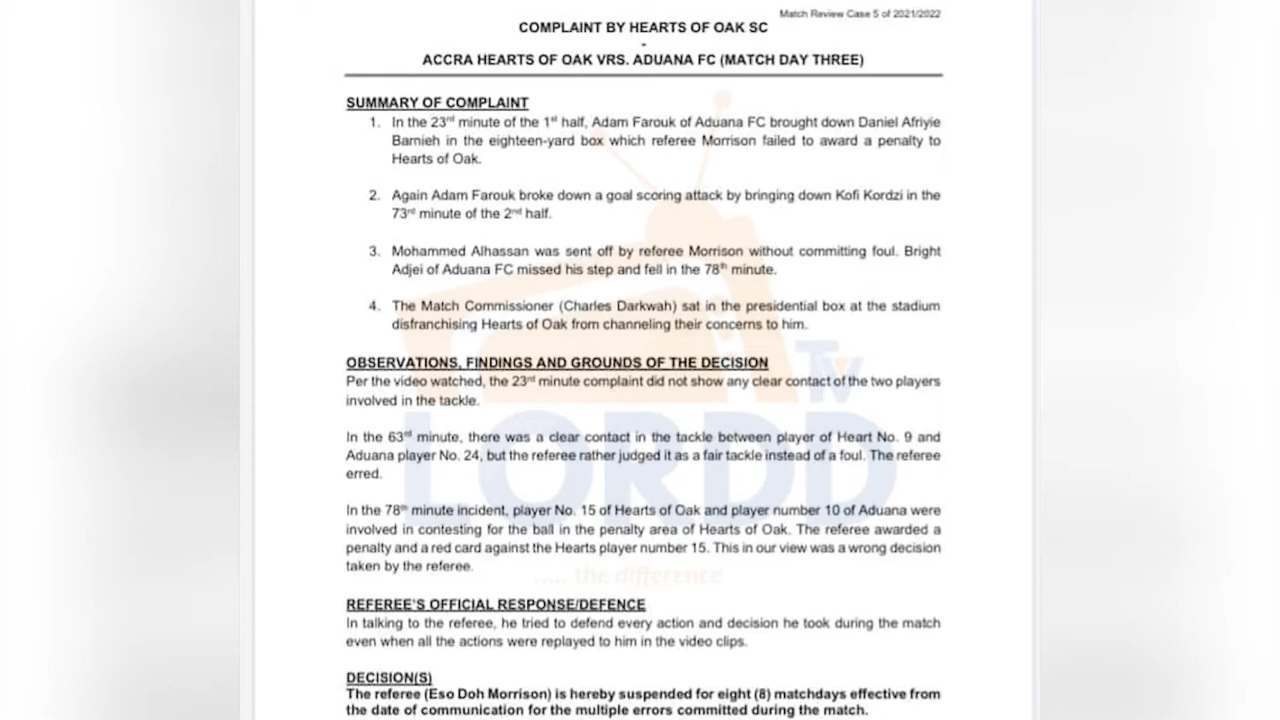 Match Review Case 5 of 2021/2022
COMPLAINT BY HEARTS OF OAK SC
-
ACCRA HEARTS OF OAK VRS. ADUANA FC (MATCH DAY THREE)
SUMMARY OF COMPLAINT
1. In the 23rd minute of the 1st half, Adam Farouk of Aduana FC brought down Daniel Afriyie
Barnieh in the eighteen-yard box which referee Morrison failed to award a penalty to
Hearts of Oak.
2. Again Adam Farouk broke down a goal scoring attack by bringing down Kofi Kordzi in the
73rd minute of the 2nd half.
3. Mohammed Alhassan was sent off by referee Morrison without committing foul. Bright
Adjei of Aduana FC missed his step and fell in the 78th minute.
4. The Match Commissioner (Charles Darkwah) sat in the presidential box at the stadium
disfranchising Hearts of Oak from channeling their concerns to him.
OBSERVATIONS, FINDINGS AND GROUNDS OF THE DECISION
Per the video watched, the 23rd minute complaint did not show any clear contact of the two players
involved in the tackle.
In the 63rd minute, there was a clear contact in the tackle between player of Heart No. 9 and
Aduana player No. 24, but the referee rather judged it as a fair tackle instead of a foul. The referee
erred.
In the 78th minute incident, player No. 15 of Hearts of Oak and player number 10 of Aduana were
involved in contesting for the ball in the penalty area of Hearts of Oak. The referee awarded a
penalty and a red card against the Hearts player number 15. This in our view was a wrong decision
taken by the referee.
REFEREE'S OFFICIAL RESPONSE/DEFENCE
In talking to the referee, he tried to defend every action and decision he took during the match
even when all the actions were replayed to him in the video clips.
DECISION(S)
The referee (Eso Doh Morrison) is hereby suspended for eight (8) matchdays effective from
the date of communication for the multiple errors committed during the match.
TV
LORDD
..... the difference